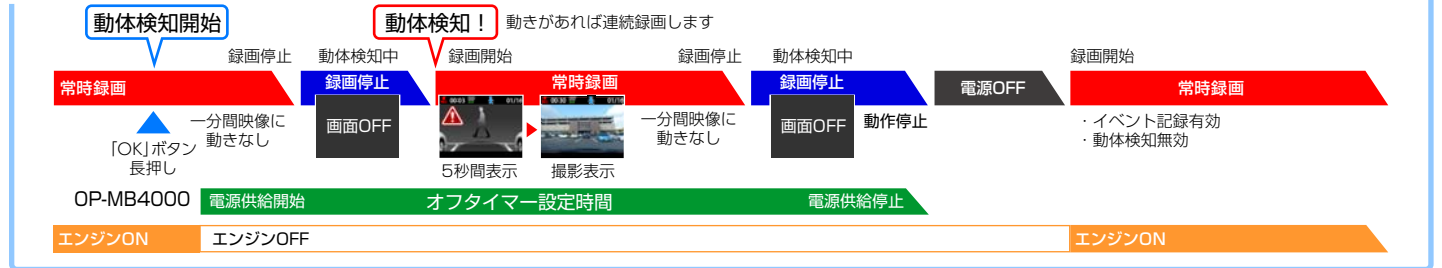 動体検知開始
動体検知！ 動きがあれば連続録画します
録画停止 動体検知中 録画開始 録画停止 動体検知中 録画開始
常時録画 録画停止 常時録画 録画停止 電源OFF 常時録画
画面OFF
00:03 01/16
00:30 01/16
画面OFF
動作停止
「OK」ボタン
長押し
一分間映像に
動きなし
5秒間表示 撮影表示
一分間映像に
動きなし
・イベント記録有効
・動体検知無効
OP-MB4000 電源供給開始 オフタイマー設定時間 電源供給停止
エンジンON エンジンOFF エンジンON